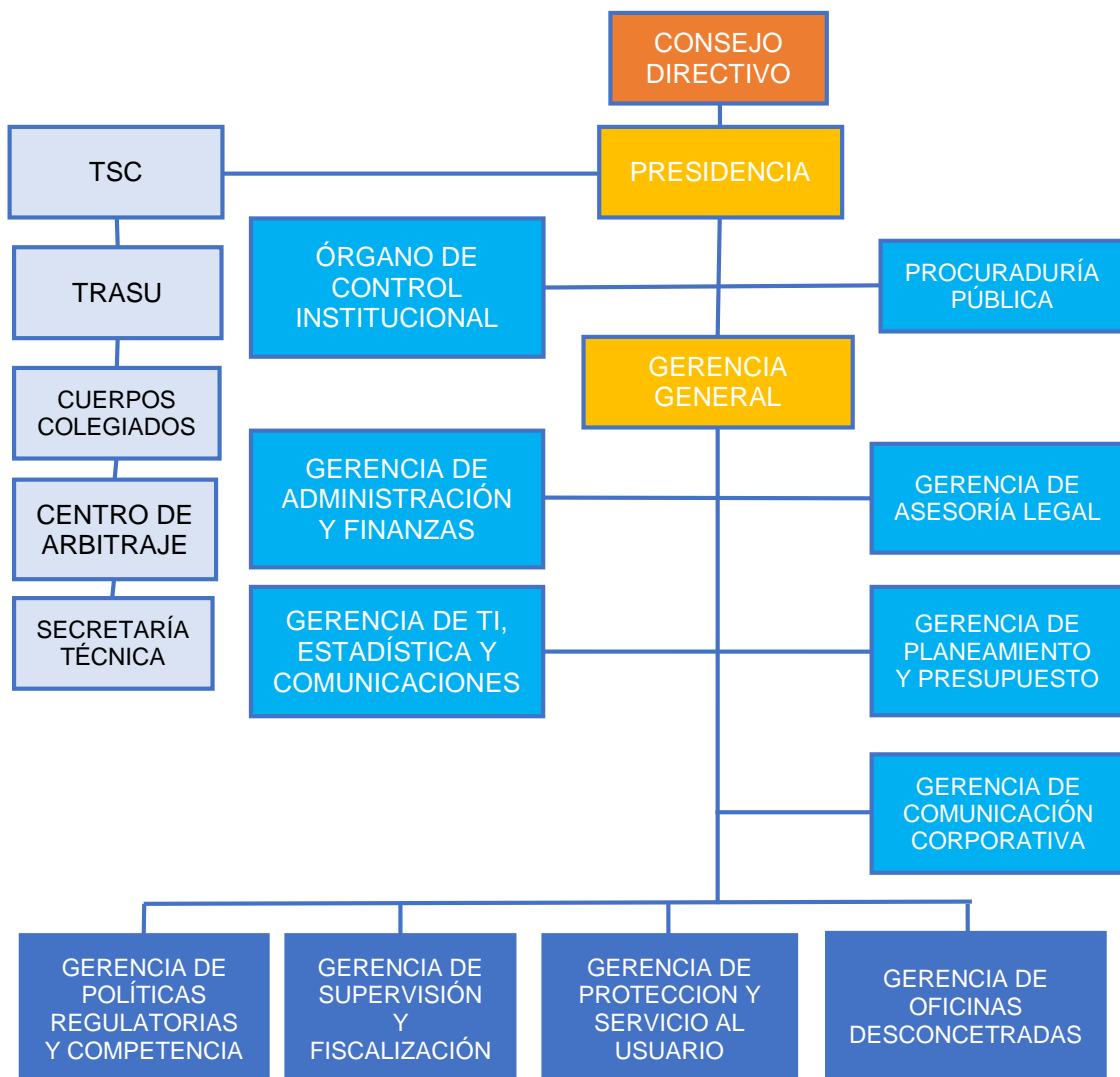 CONSEJO
DIRECTIVO
TSC
PRESIDENCIA
ÓRGANO DE
CONTROL
INSTITUCIONAL
PROCURADURÍA
PÚBLICA
TRASU
GERENCIA
GENERAL
CUERPOS
COLEGIADOS
GERENCIA DE
ADMINISTRACIÓN
Y FINANZAS
GERENCIA DE
ASESORÍA LEGAL
CENTRO DE
ARBITRAJE
SECRETARÍA
TÉCNICA
GERENCIA DE TI,
ESTADÍSTICA Y
COMUNICACIONES
GERENCIA DE
PLANEAMIENTO
Y PRESUPUESTO
GERENCIA DE
COMUNICACIÓN
CORPORATIVA
GERENCIA DE
POLÍTICAS
REGULATORIAS
Y COMPETENCIA
GERENCIA DE
SUPERVISIÓN
Y
FISCALIZACIÓN
GERENCIA DE
PROTECCION Y
SERVICIO AL
USUARIO
GERENCIA DE
OFICINAS
DESCONCETRADAS